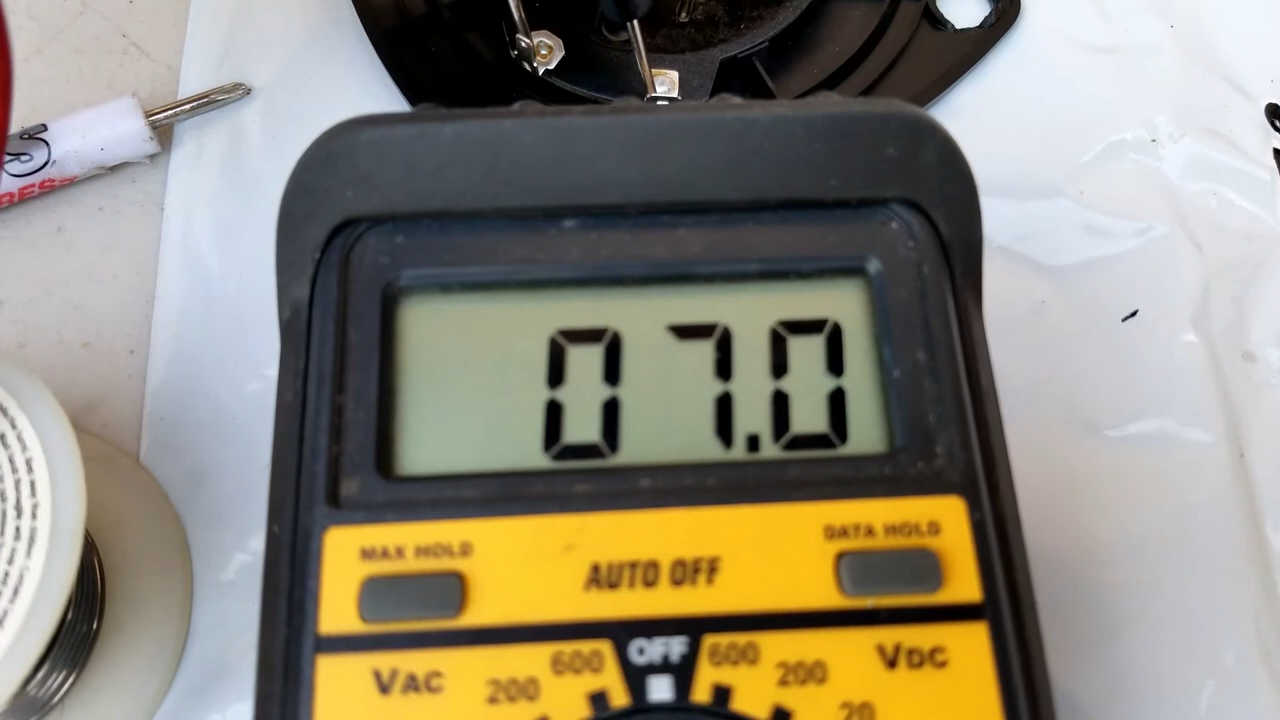 07.0
MAX HOLD
DATA HOLD
AUTO OFF
VAC
200
600
OFF
600
200
20
VDC